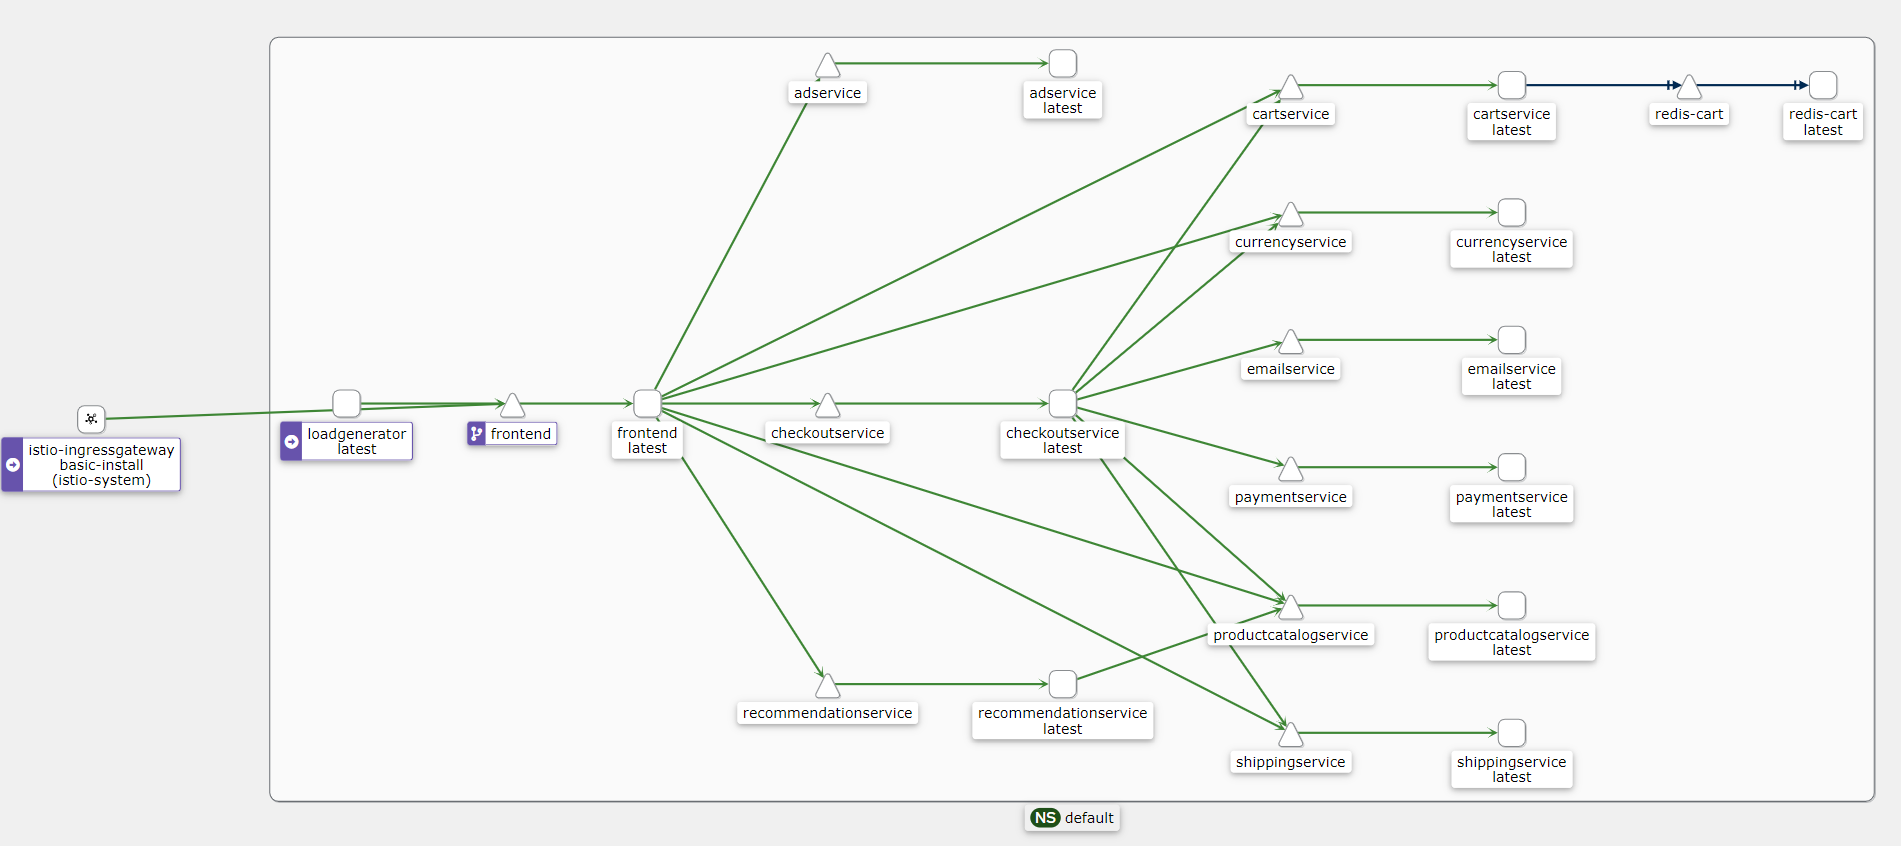 adservice
adservice
latest
cartservice
cartservice
latest
redis-cart
redis-cart
latest
currencyservice
currencyservice
latest
emailservice
emailservice
latest
istio-ingressgateway
basic-install
(istio-system)
loadgenerator
latest
frontend
frontend
latest
checkoutservice
checkoutservice
latest
paymentservice
paymentservice
latest
productcatalogservice
productcatalogservice
latest
recommendationservice
recommendationservice
latest
shippingservice
shippingservice
latest
NS default